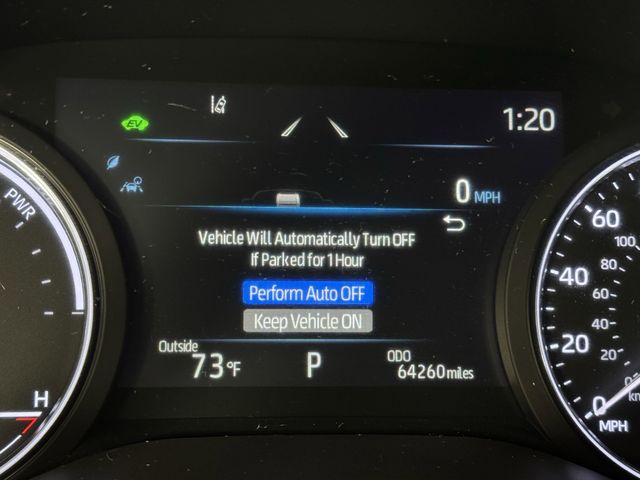 EV
1:20
PWR
0 MPH
60
100
Vehicle Will Automatically Turn OFF
If Parked for 1 Hour
80
40
60
Perform Auto OFF
Keep Vehicle ON
40
20
20
Outside
73°F
P
ODO
64260 miles
H
0
0
MPH